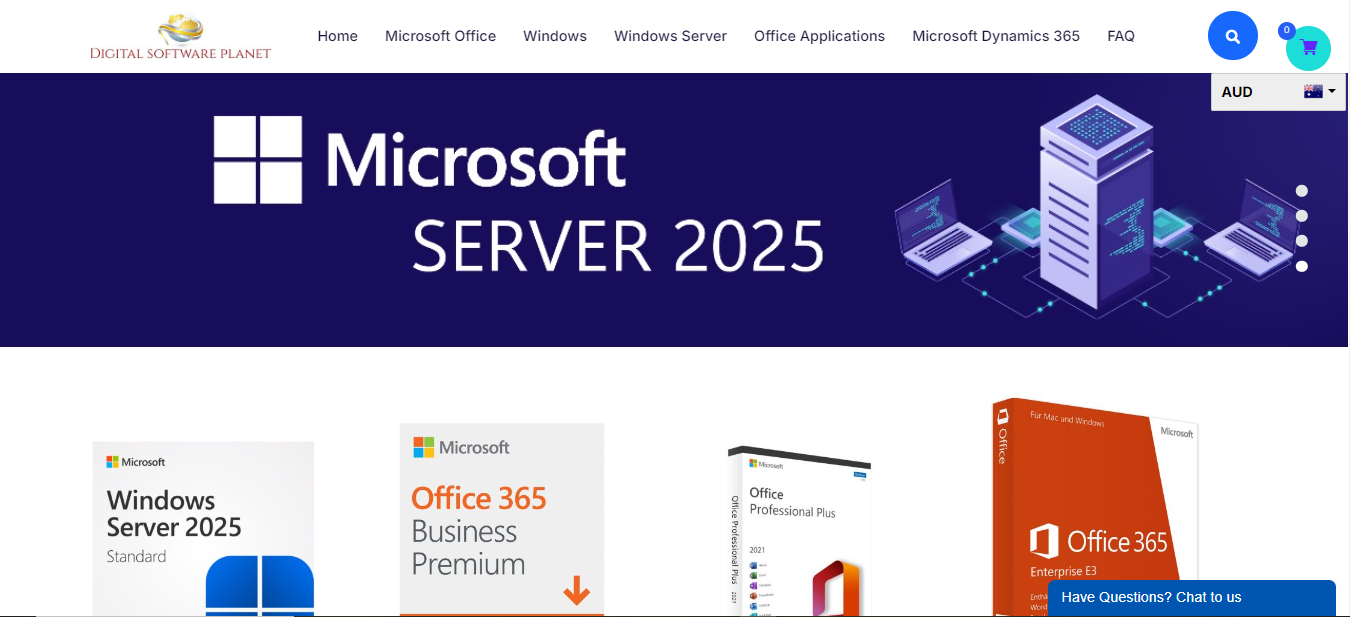 DIGITAL SOFTWARE PLANET
Home
Microsoft Office
Windows
Windows Server
Office Applications
Microsoft Dynamics 365
FAQ
0
AUD
Microsoft
SERVER 2025
Microsoft
Windows
Server 2025
Standard
Microsoft
Office 365
Business
Premium
Microsoft
Office
Professional Plus
2021
Office Professional Plus
2021
Für Mac und Windows
Microsoft
Office
Office 365
Enterprise E3
Have Questions? Chat to us